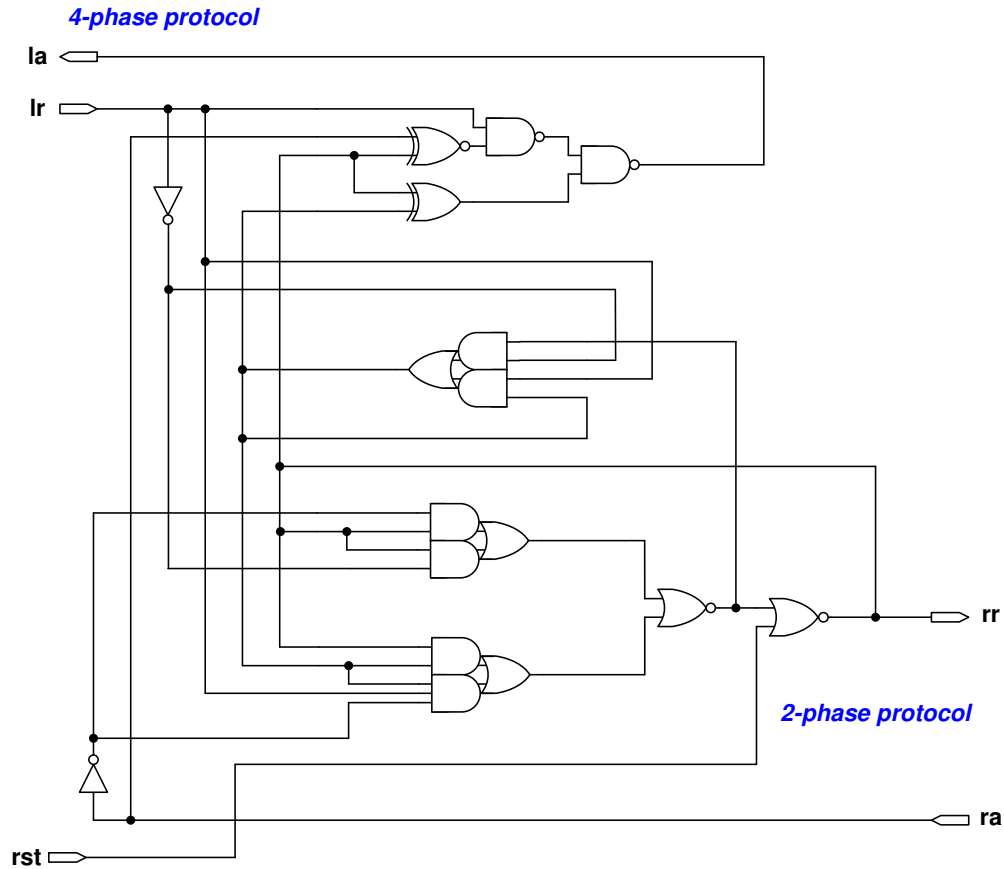 4-phase protocol
la
lr
rr
2-phase protocol
ra
rst